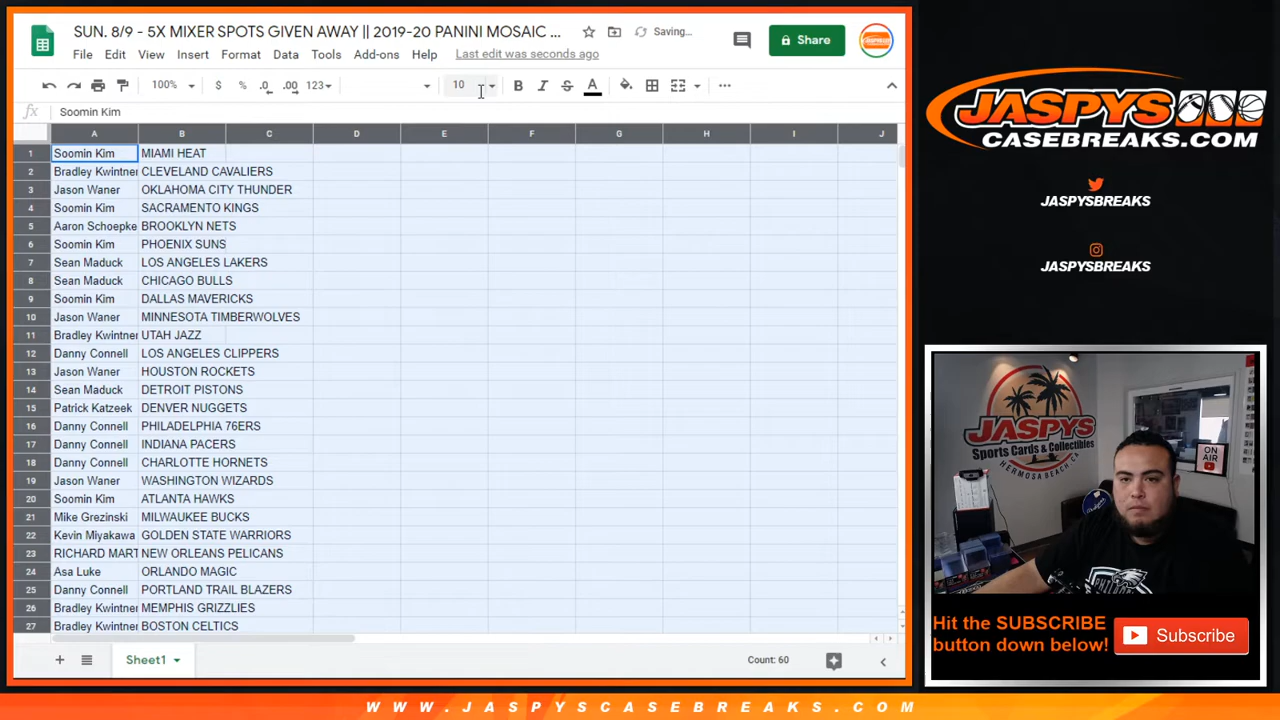 SUN. 8/9 - 5X MIXER SPOTS GIVEN AWAY || 2019-20 PANINI MOSAIC ...
Saving...
Share
File Edit View Insert Format Data Tools Add-ons Help Last edit was seconds ago
100% $ % .0 .00 123 10 B I S A
fx Soomin Kim
A B C D E F G H I J
1 Soomin Kim MIAMI HEAT
2 Bradley Kwintner CLEVELAND CAVALIERS
3 Jason Waner OKLAHOMA CITY THUNDER
4 Soomin Kim SACRAMENTO KINGS
5 Aaron Schoepke BROOKLYN NETS
6 Soomin Kim PHOENIX SUNS
7 Sean Maduck LOS ANGELES LAKERS
8 Sean Maduck CHICAGO BULLS
9 Soomin Kim DALLAS MAVERICKS
10 Jason Waner MINNESOTA TIMBERWOLVES
11 Bradley Kwintner UTAH JAZZ
12 Danny Connell LOS ANGELES CLIPPERS
13 Jason Waner HOUSTON ROCKETS
14 Sean Maduck DETROIT PISTONS
15 Patrick Katzeek DENVER NUGGETS
16 Danny Connell PHILADELPHIA 76ERS
17 Danny Connell INDIANA PACERS
18 Danny Connell CHARLOTTE HORNETS
19 Jason Waner WASHINGTON WIZARDS
20 Soomin Kim ATLANTA HAWKS
21 Mike Grezinski MILWAUKEE BUCKS
22 Kevin Miyakawa GOLDEN STATE WARRIORS
23 RICHARD MART NEW ORLEANS PELICANS
24 Asa Luke ORLANDO MAGIC
25 Danny Connell PORTLAND TRAIL BLAZERS
26 Bradley Kwintner MEMPHIS GRIZZLIES
27 Bradley Kwintner BOSTON CELTICS
Sheet1
Count: 60
JASPYS
CASEBREAKS.COM
JASPYSBREAKS
JASPYSBREAKS
JASPYS
Sports Cards & Collectibles
HERMOSA BEACH CA
ON AIR
Hit the SUBSCRIBE
button down below!
Subscribe
WWW.JASPYSCASEBREAKS.COM